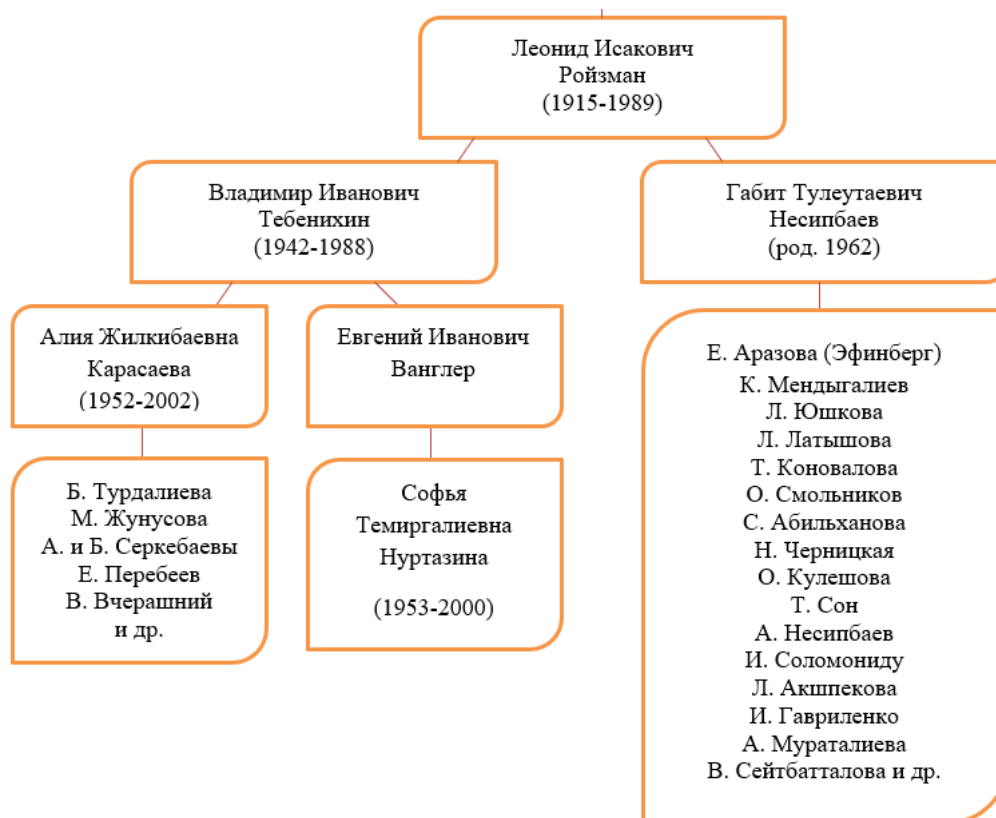 Леонид Исакович
Ройзман
(1915-1989)
Владимир Иванович
Тебенихин
(1942-1988)
Габит Тулеутаевич
Несипбаев
(род. 1962)
Алия Жилкибаевна
Карасаева
(1952-2002)
Евгений Иванович
Ванглер
Б. Турдалиева
М. Жунусова
А. и Б. Серкебаевы
Е. Перебеев
В. Вчерашний
и др.
Софья
Темиргалиевна
Нуртазина
(1953-2000)
Е. Аразова (Эфинберг)
К. Мендыгалиев
Л. Юшкова
Л. Латышова
Т. Коновалова
О. Смольников
С. Абильханова
Н. Черницкая
О. Кулешова
Т. Сон
А. Несипбаев
И. Соломониду
Л. Акшпекова
И. Гавриленко
А. Мураталиева
В. Сейтбатталова и др.